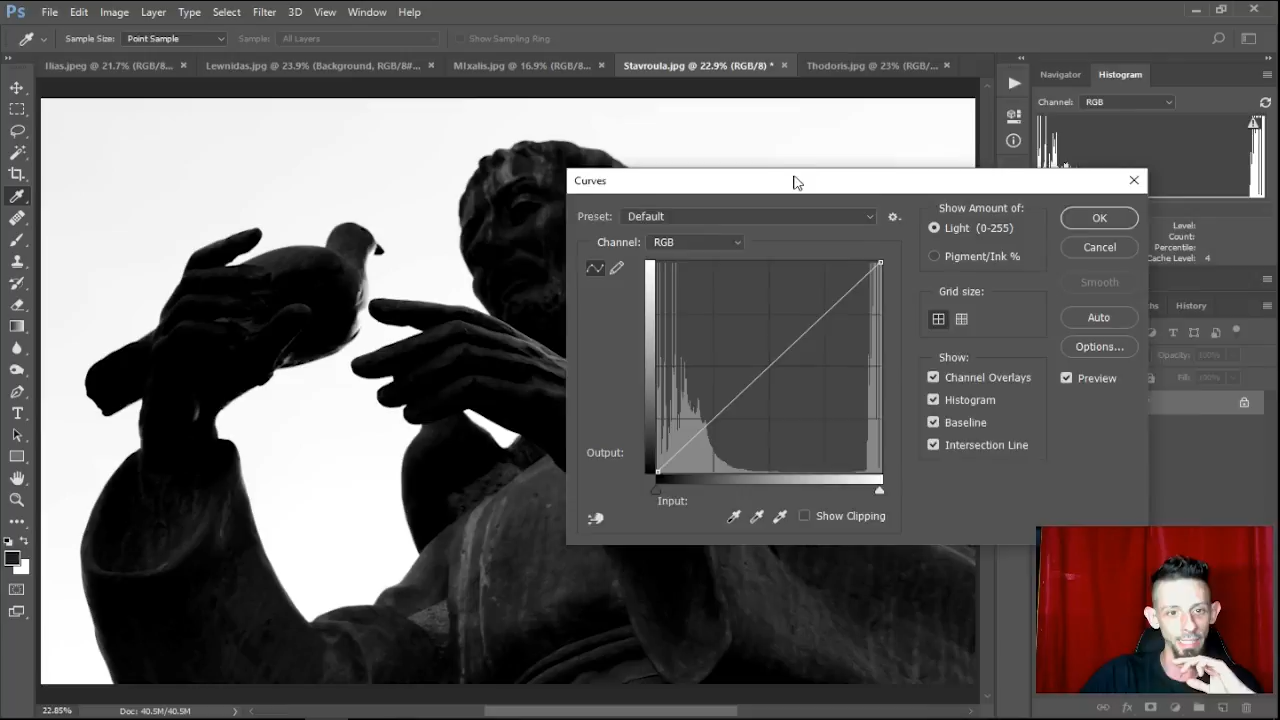 Ps File Edit Image Layer Type Select Filter 3D View Window Help
Sample Size: Point Sample Sample: All Layers Show Sampling Ring
Ilias.jpeg @ 21.7% (RGB/8... Lewnidas.jpg @ 23.9% (Background, RGB/8#... MIxalis.jpg @ 16.9% (RGB/8... Stavroula.jpg @ 22.9% (RGB/8) * Thodoris.jpg @ 23% (RGB/...
Navigator Histogram
Channel: RGB
Curves
Preset: Default
Channel: RGB
Output:
Input:
Show Clipping
Show Amount of:
Light (0-255)
Pigment/Ink %
Grid size:
Show:
Channel Overlays
Histogram
Baseline
Intersection Line
OK
Cancel
Smooth
Auto
Options...
Preview
Level:
Count:
Percentile:
Cache Level: 4
hs History
Opacity: 100%
Fill: 100%
22.85% Doc: 40.5M/40.5M